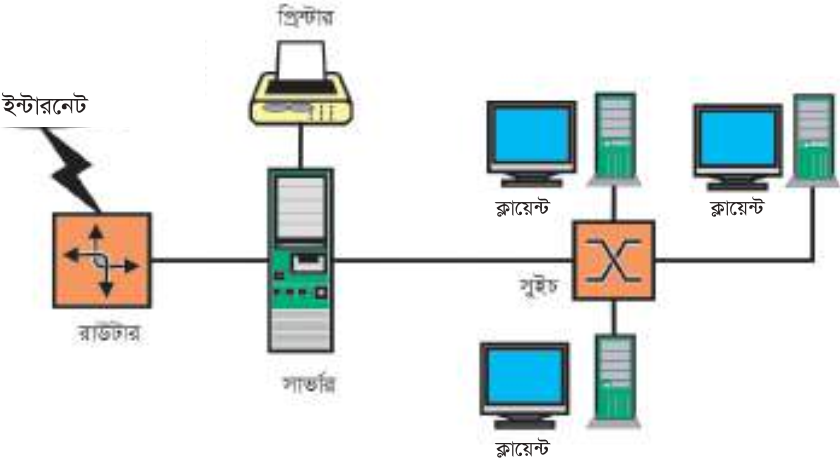 প্রিন্টার
ইন্টারনেট
ক্লায়েন্ট
ক্লায়েন্ট
সুইচ
রাউটার
সার্ভার
ক্লায়েন্ট